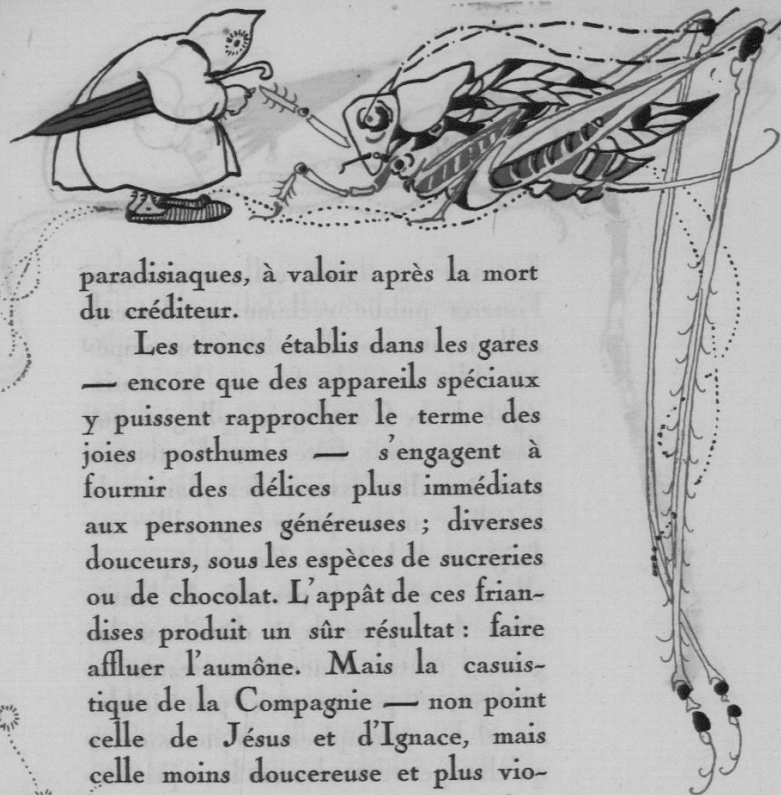 paradisiaques, à valoir après la mort
du créditeur.
Les troncs établis dans les gares
— encore que des appareils spéciaux
y puissent rapprocher le terme des
joies posthumes — s'engagent à
fournir des délices plus immédiats
aux personnes généreuses ; diverses
douceurs, sous les espèces de sucreries
ou de chocolat. L'appât de ces frian-
dises produit un sûr résultat : faire
affluer l'aumône. Mais la casuis-
tique de la Compagnie — non point
celle de Jésus et d'Ignace, mais
celle moins doucereuse et plus vio-